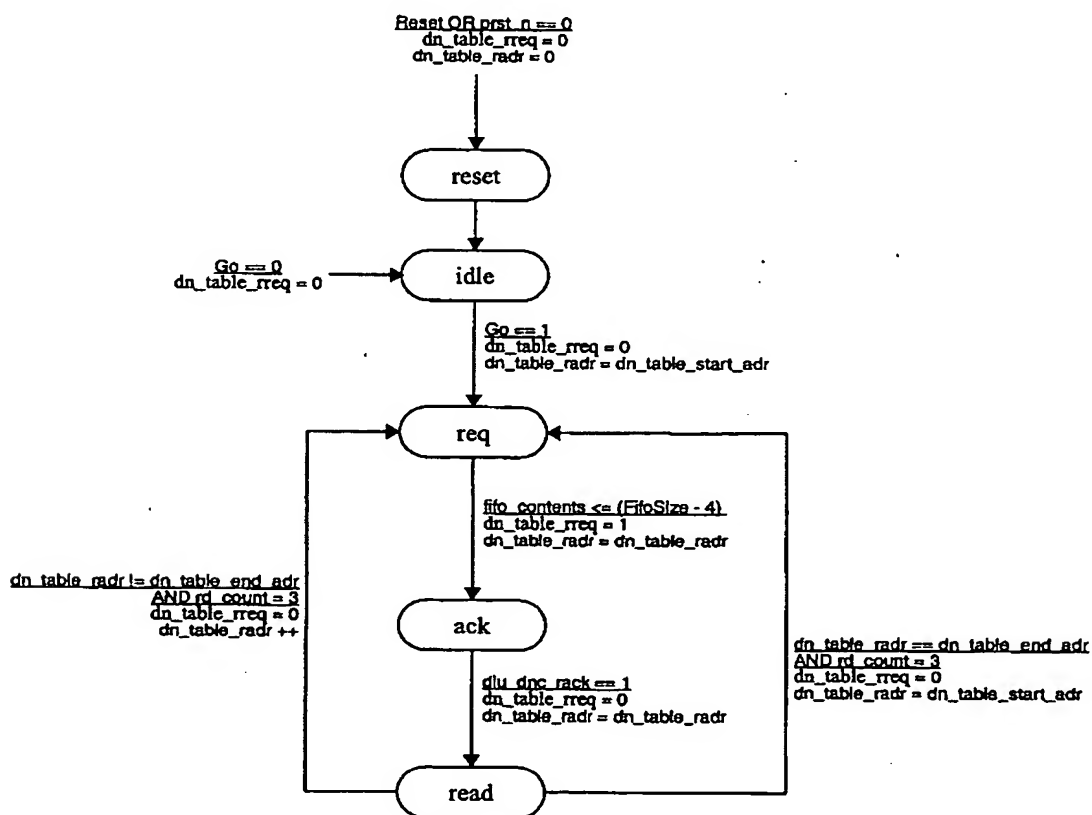 Reset OR prst_n == 0
dn_table_rreq = 0
dn_table_radr = 0
reset
Go == 0
dn_table_rreq = 0
idle
Go == 1
dn_table_rreq = 0
dn_table_radr = dn_table_start_adr
req
fifo_contents <= (FifoSize - 4)
dn_table_rreq = 1
dn_table_radr = dn_table_radr
dn_table_radr != dn_table_end_adr
AND rd_count = 3
dn_table_rreq = 0
dn_table_radr ++
ack
dn_table_radr == dn_table_end_adr
AND rd_count = 3
dn_table_rreq = 0
dn_table_radr = dn_table_start_adr
diu_dnc_rack == 1
dn_table_rreq = 0
dn_table_radr = dn_table_radr
read